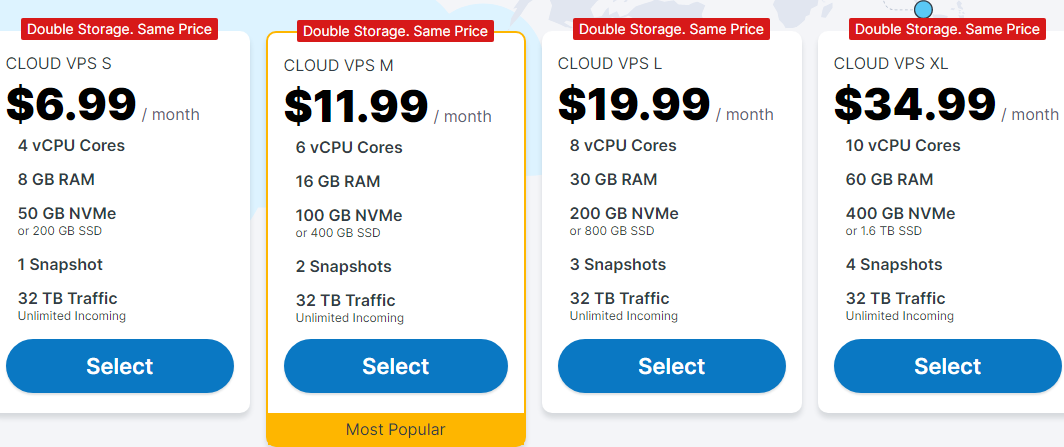 Double Storage. Same Price
CLOUD VPS S
$6.99 / month
4 vCPU Cores
8 GB RAM
50 GB NVMe
or 200 GB SSD
1 Snapshot
32 TB Traffic
Unlimited Incoming
Select
Double Storage. Same Price
CLOUD VPS M
$11.99 / month
6 vCPU Cores
16 GB RAM
100 GB NVMe
or 400 GB SSD
2 Snapshots
32 TB Traffic
Unlimited Incoming
Select
Most Popular
Double Storage. Same Price
CLOUD VPS L
$19.99 / month
8 vCPU Cores
30 GB RAM
200 GB NVMe
or 800 GB SSD
3 Snapshots
32 TB Traffic
Unlimited Incoming
Select
Double Storage. Same Price
CLOUD VPS XL
$34.99 / month
10 vCPU Cores
60 GB RAM
400 GB NVMe
or 1.6 TB SSD
4 Snapshots
32 TB Traffic
Unlimited Incoming
Select